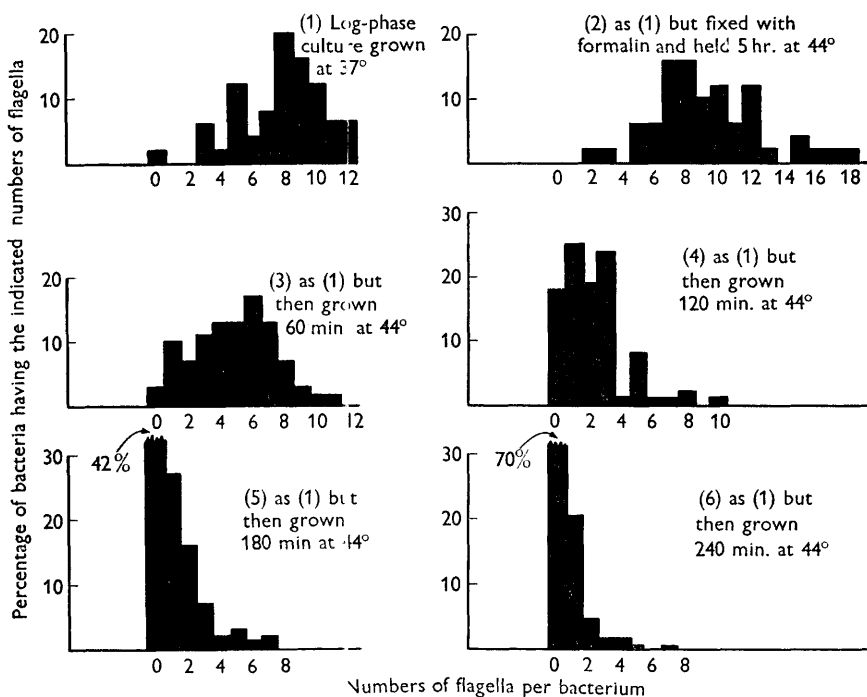 Percentage of bacteria having the indicated numbers of flagella
20
10
(1) Log-phase
culture grown
at 37°
0 2 4 6 8 10 12
(2) as (1) but fixed with
formalin and held 5 hr. at 44°
20
10
0 2 4 6 8 10 12 14 16 18
20
10
(3) as (1) but
then grown
60 min at 44°
0 2 4 6 8 10 12
30
20
10
(4) as (1) but
then grown
120 min. at 44°
0 2 4 6 8 10
42%
30
20
10
(5) as (1) but
then grown
180 min at 44°
0 2 4 6 8
70%
30
20
10
(6) as (1) but
then grown
240 min. at 44°
0 2 4 6 8
Numbers of flagella per bacterium